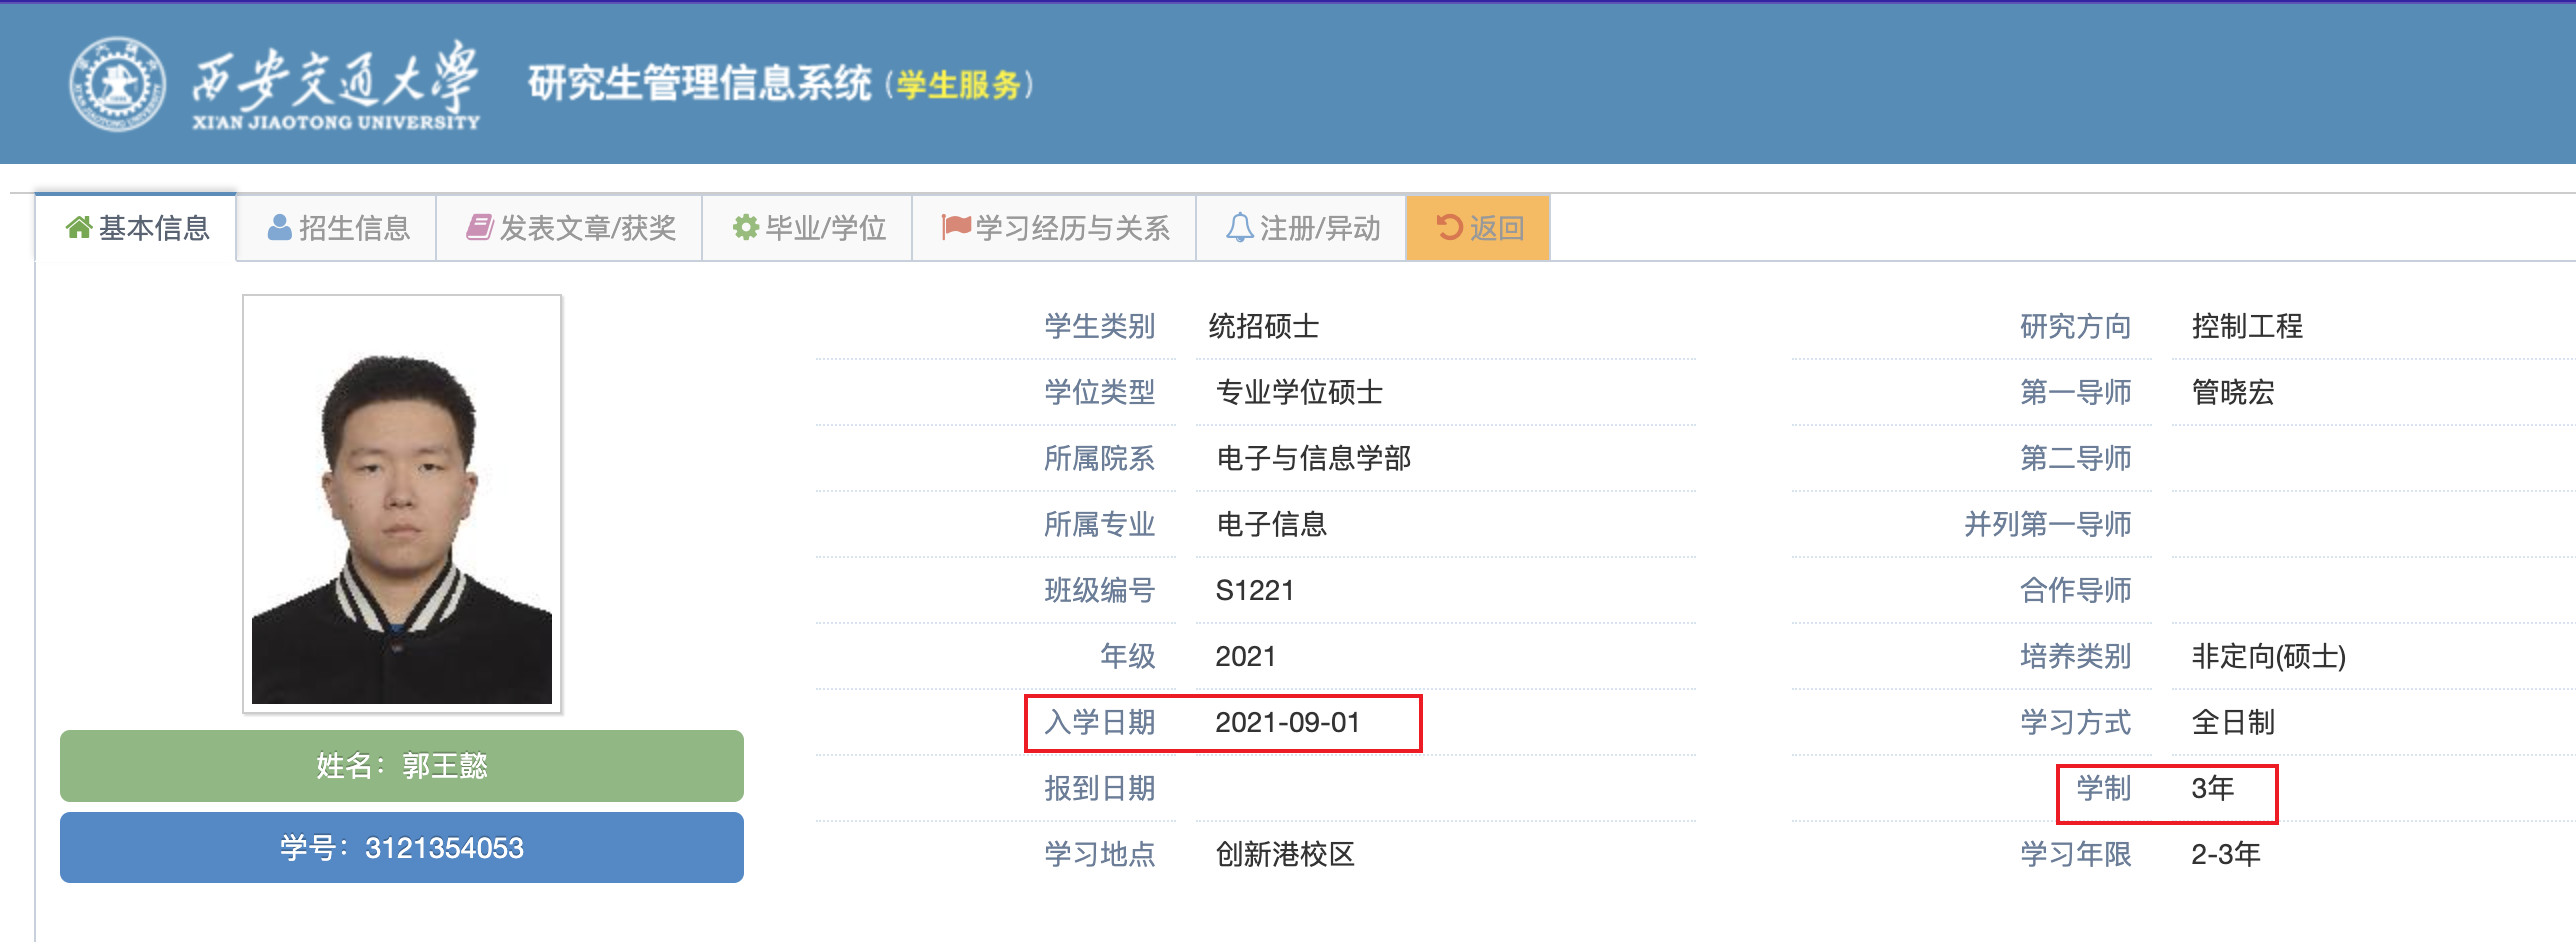 西安交通大学
XI'AN JIAOTONG UNIVERSITY
研究生管理信息系统(学生服务)
基本信息 招生信息 发表文章/获奖 毕业/学位 学习经历与关系 注册/异动 返回
学生类别 统招硕士 研究方向 控制工程
学位类型 专业学位硕士 第一导师 管晓宏
所属院系 电子与信息学部 第二导师
所属专业 电子信息 并列第一导师
班级编号 S1221 合作导师
年级 2021 培养类别 非定向(硕士)
入学日期 2021-09-01 学习方式 全日制
姓名：郭王懿
报到日期 学制 3年
学号：3121354053
学习地点 创新港校区 学习年限 2-3年